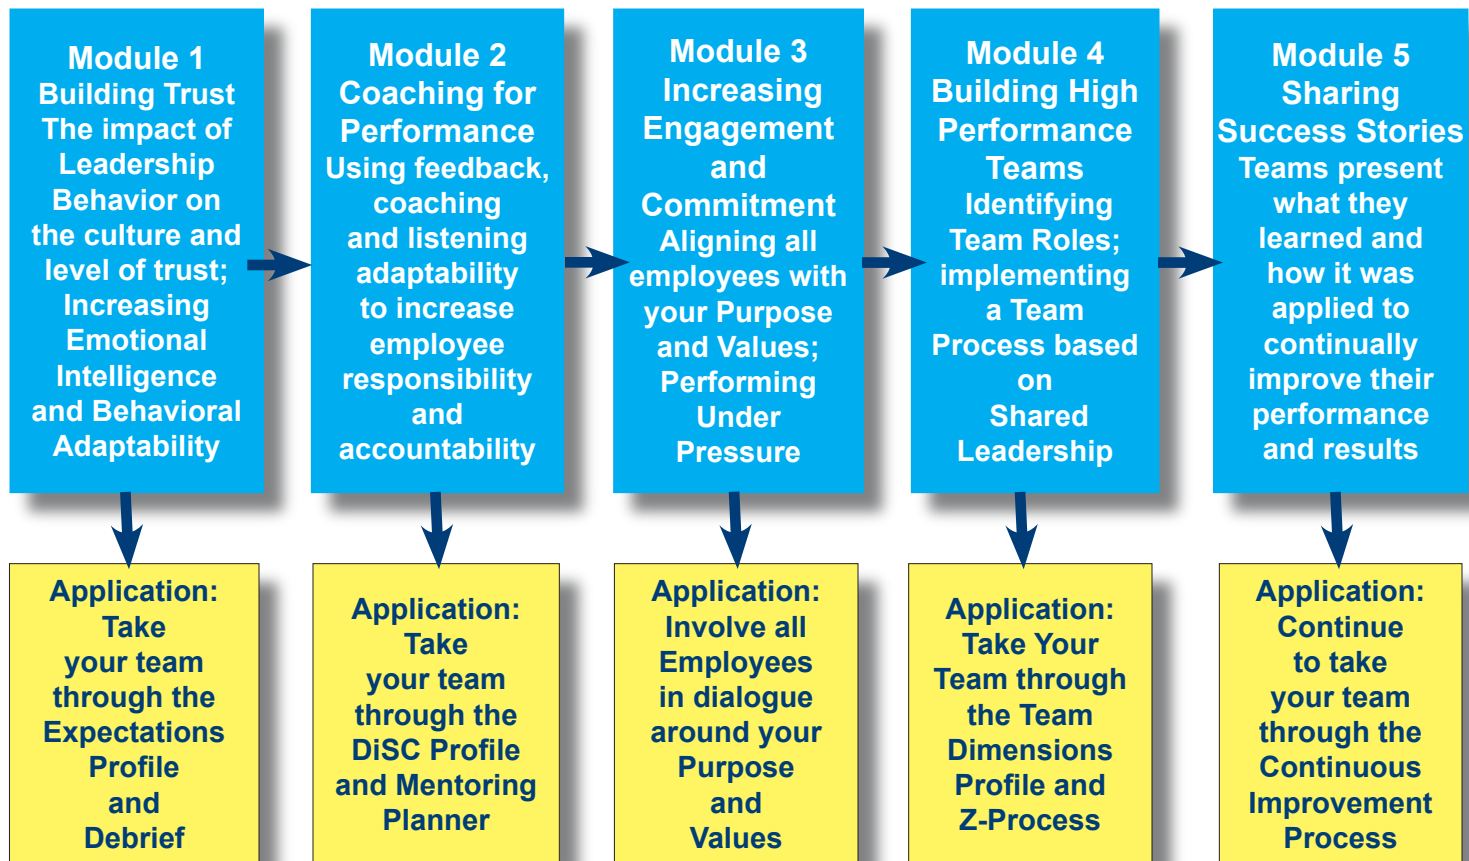 Module 1
Building Trust
The impact of
Leadership
Behavior on
the culture and
level of trust;
Increasing
Emotional
Intelligence
and Behavioral
Adaptability
Module 2
Coaching for
Performance
Using feedback,
coaching
and listening
adaptability
to increase
employee
responsibility
and
accountability
Module 3
Increasing
Engagement
and
Commitment
Aligning all
employees with
your Purpose
and Values;
Performing
Under
Pressure
Module 4
Building High
Performance
Teams
Identifying
Team Roles;
implementing
a Team
Process based
on
Shared
Leadership
Module 5
Sharing
Success Stories
Teams present
what they
learned and
how it was
applied to
continually
improve their
performance
and results
Application:
Take
your team
through the
Expectations
Profile
and
Debrief
Application:
Take
your team
through the
DiSC Profile
and Mentoring
Planner
Application:
Involve all
Employees
in dialogue
around your
Purpose
and
Values
Application:
Take Your
Team through
the Team
Dimensions
Profile and
Z-Process
Application:
Continue
to take
your team
through the
Continuous
Improvement
Process